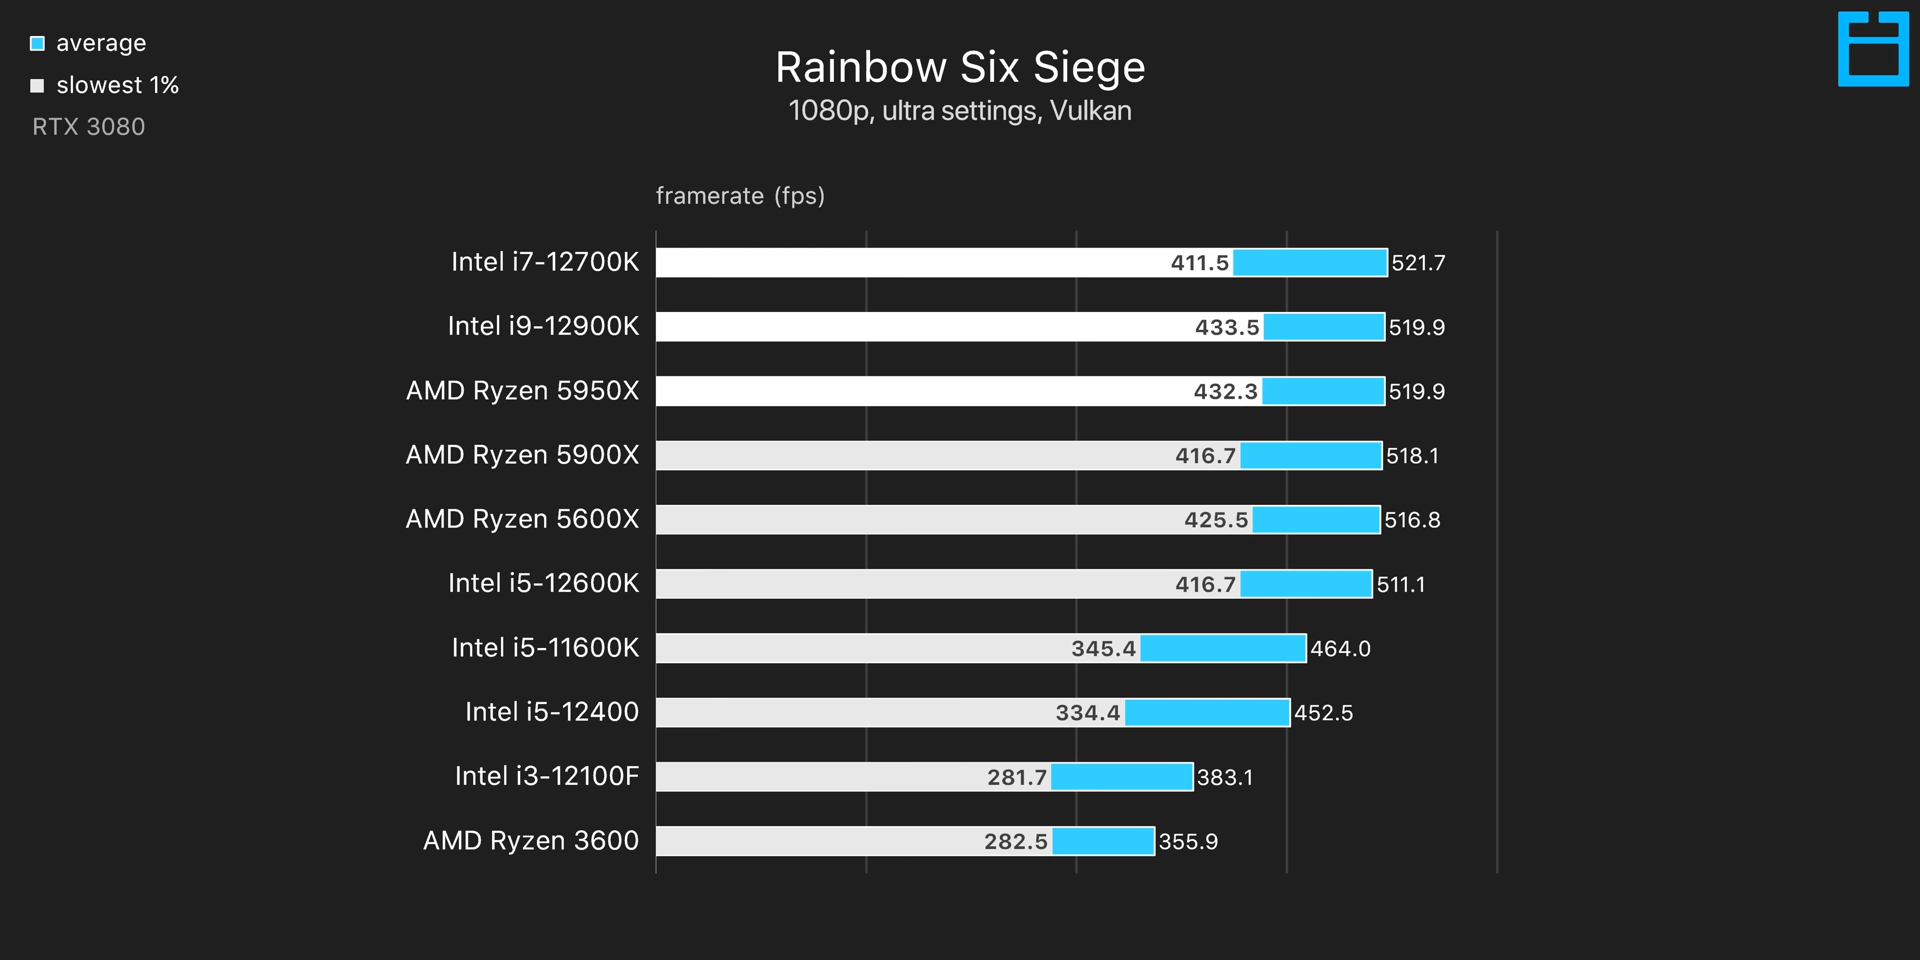 average
slowest 1%
RTX 3080
Rainbow Six Siege
1080p, ultra settings, Vulkan
framerate (fps)
Intel i7-12700K 411.5 521.7
Intel i9-12900K 433.5 519.9
AMD Ryzen 5950X 432.3 519.9
AMD Ryzen 5900X 416.7 518.1
AMD Ryzen 5600X 425.5 516.8
Intel i5-12600K 416.7 511.1
Intel i5-11600K 345.4 464.0
Intel i5-12400 334.4 452.5
Intel i3-12100F 281.7 383.1
AMD Ryzen 3600 282.5 355.9